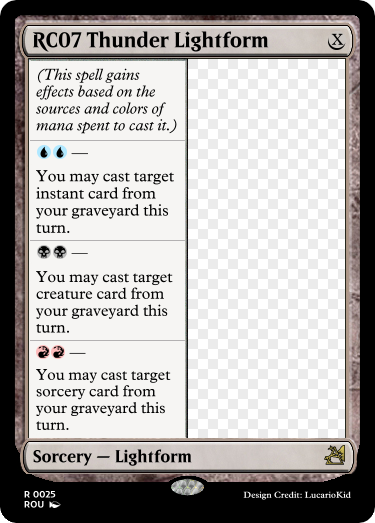 RC07 Thunder Lightform X
(This spell gains
effects based on the
sources and colors of
mana spent to cast it.)
—
You may cast target
instant card from
your graveyard this
turn.
—
You may cast target
creature card from
your graveyard this
turn.
—
You may cast target
sorcery card from
your graveyard this
turn.
Sorcery — Lightform
R 0025
ROU
Design Credit: LucarioKid